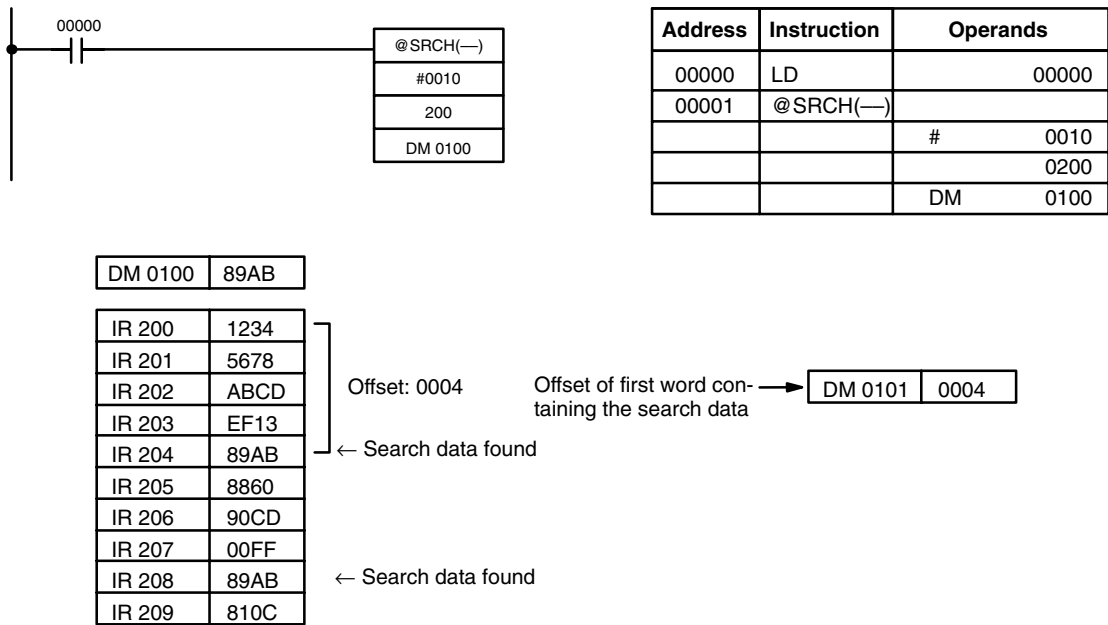 00000
@SRCH(—)
#0010
200
DM 0100
Address Instruction Operands
00000 LD 00000
00001 @SRCH(—)
# 0010
0200
DM 0100
DM 0100 89AB
IR 200 1234
IR 201 5678
IR 202 ABCD
IR 203 EF13
IR 204 89AB
IR 205 8860
IR 206 90CD
IR 207 00FF
IR 208 89AB
IR 209 810C
Offset: 0004
← Search data found
← Search data found
Offset of first word con-
taining the search data
DM 0101 0004